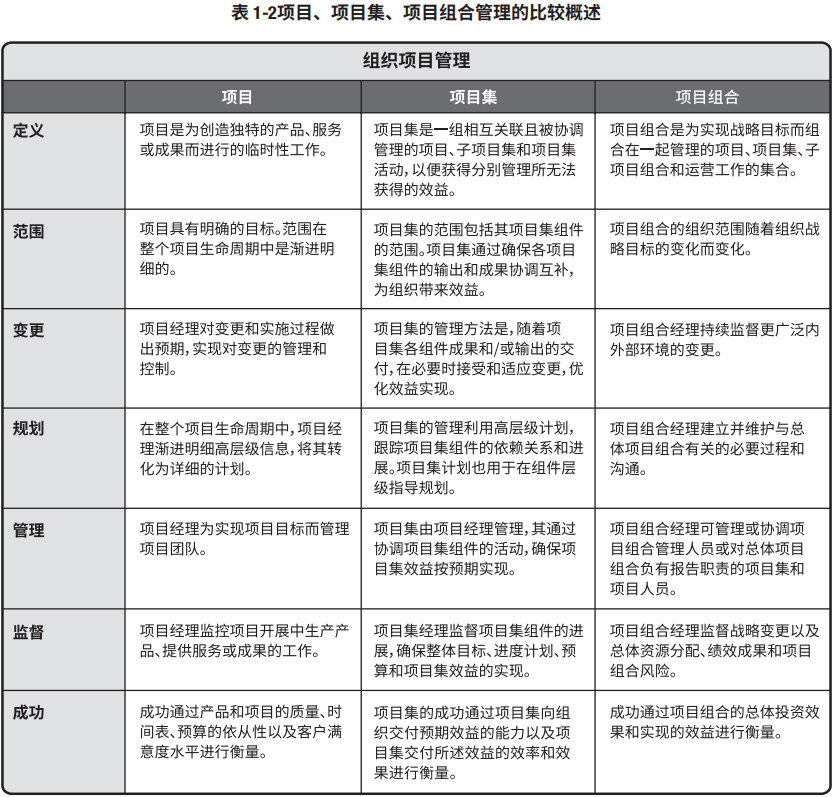 表 1-2项目、项目集、项目组合管理的比较概述
组织项目管理
项目
项目集
项目组合
定义
项目是为创造独特的产品、服务
或成果而进行的临时性工作。
项目集是一组相互关联且被协调
管理的项目、子项目集和项目集
活动，以便获得分别管理所无法
获得的效益。
项目组合是为实现战略目标而组
合在一起管理的项目、项目集、子
项目组合和运营工作的集合。
范围
项目具有明确的目标。范围在
整个项目生命周期中是渐进明
细的。
项目集的范围包括其项目集组件
的范围。项目集通过确保各项目
集组件的输出和成果协调互补，
为组织带来效益。
项目组合的组织范围随着组织战
略目标的变化而变化。
变更
项目经理对变更和实施过程做
出预期，实现对变更的管理和
控制。
项目集的管理方法是，随着项
目集各组件成果和/或输出的交
付，在必要时接受和适应变更，优
化效益实现。
项目组合经理持续监督更广泛内
外部环境的变更。
规划
在整个项目生命周期中，项目经
理渐进明细高层级信息，将其转
化为详细的计划。
项目集的管理利用高层级计划，
跟踪项目集组件的依赖关系和进
展。项目集计划也用于在组件层
级指导规划。
项目组合经理建立并维护与总
体项目组合有关的必要过程和
沟通。
管理
项目经理为实现项目目标而管理
项目团队。
项目集由项目经理管理，其通过
协调项目集组件的活动，确保项
目集效益按预期实现。
项目组合经理可管理或协调项
目组合管理人员或对总体项目
组合负有报告职责的项目集和
项目人员。
监督
项目经理监控项目开展中生产产
品、提供服务或成果的工作。
项目集经理监督项目集组件的进
展，确保整体目标、进度计划、预
算和项目集效益的实现。
项目组合经理监督战略变更以及
总体资源分配、绩效成果和项目
组合风险。
成功
成功通过产品和项目的质量、时
间表、预算的依从性以及客户满
意度水平进行衡量。
项目集的成功通过项目集向组
织交付预期效益的能力以及项
目集交付所述效益的效率和效
果进行衡量。
成功通过项目组合的总体投资效
果和实现的效益进行衡量。